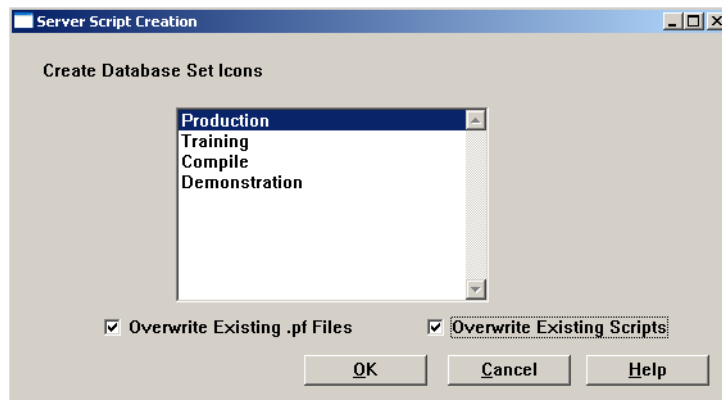 Server Script Creation
Create Database Set Icons
Production
Training
Compile
Demonstration
Overwrite Existing .pf Files
Overwrite Existing Scripts
OK
Cancel
Help